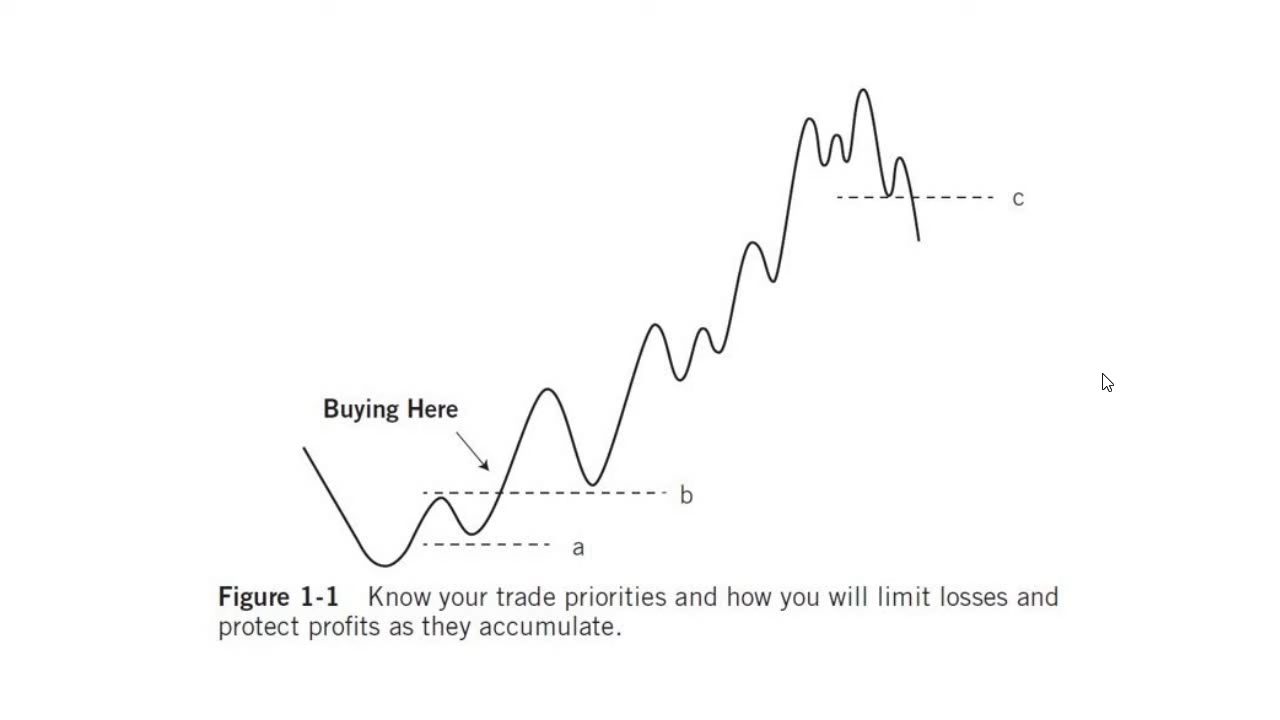 c
Buying Here
b
a
Figure 1-1 Know your trade priorities and how you will limit losses and
protect profits as they accumulate.